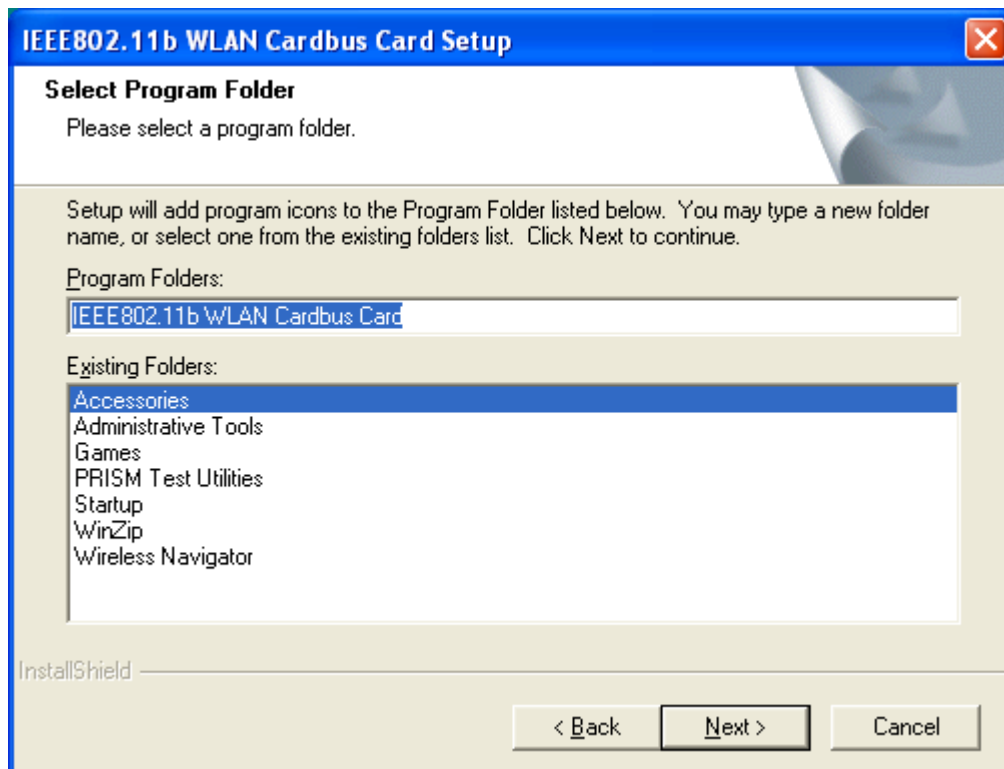 IEEE802.11b WLAN Cardbus Card Setup
Select Program Folder
Please select a program folder.
Setup will add program icons to the Program Folder listed below.  You may type a new folder
name, or select one from the existing folders list.  Click Next to continue.
Program Folders:
IEEE802.11b WLAN Cardbus Card
Existing Folders:
Accessories
Administrative Tools
Games
PRISM Test Utilities
Startup
WinZip
Wireless Navigator
InstallShield
< Back
Next >
Cancel